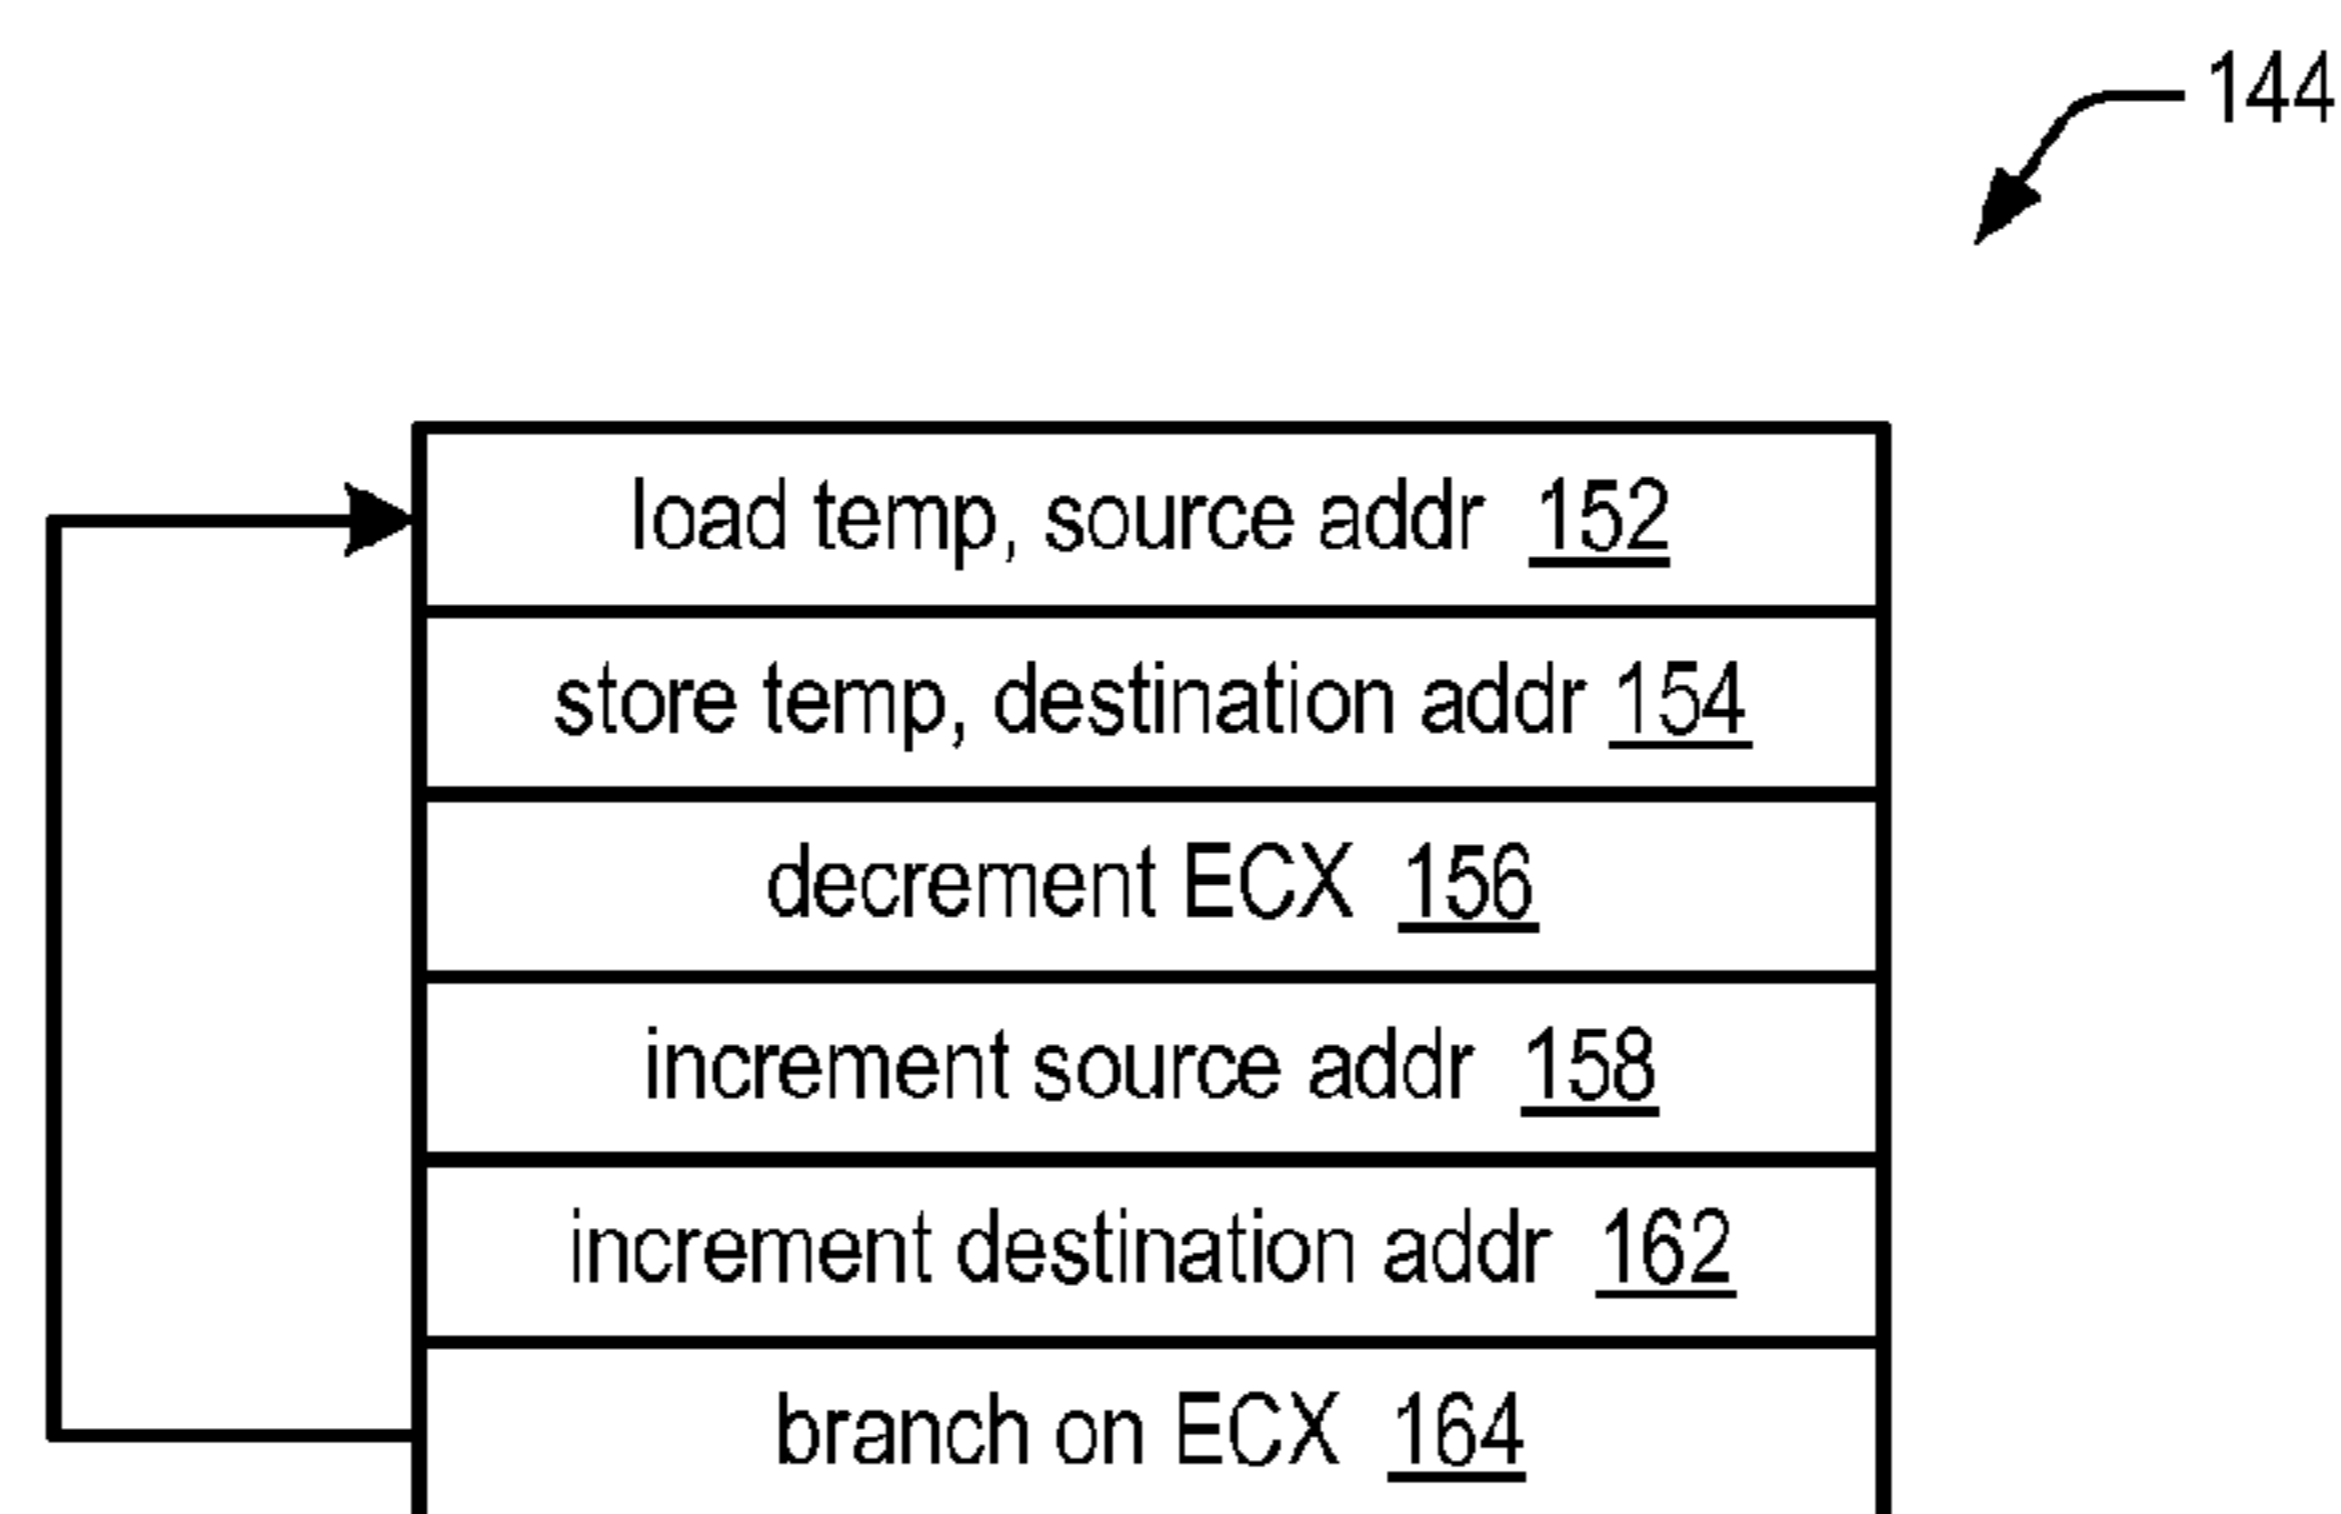 144
load temp, source addr 152
store temp, destination addr 154
decrement ECX 156
increment source addr 158
increment destination addr 162
branch on ECX 164